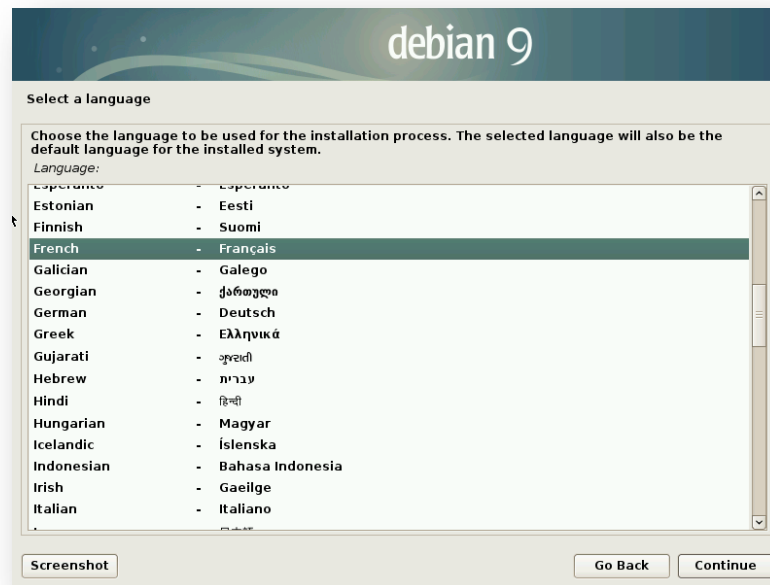 debian 9
Select a language
Choose the language to be used for the installation process. The selected language will also be the
default language for the installed system.
Language:
Esperanto - Esperanto
Estonian - Eesti
Finnish - Suomi
French - Français
Galician - Galego
Georgian - ქართული
German - Deutsch
Greek - Ελληνικά
Gujarati - ગુજરાતી
Hebrew - עברית
Hindi - हिन्दी
Hungarian - Magyar
Icelandic - Íslenska
Indonesian - Bahasa Indonesia
Irish - Gaeilge
Italian - Italiano
Screenshot Go Back Continue